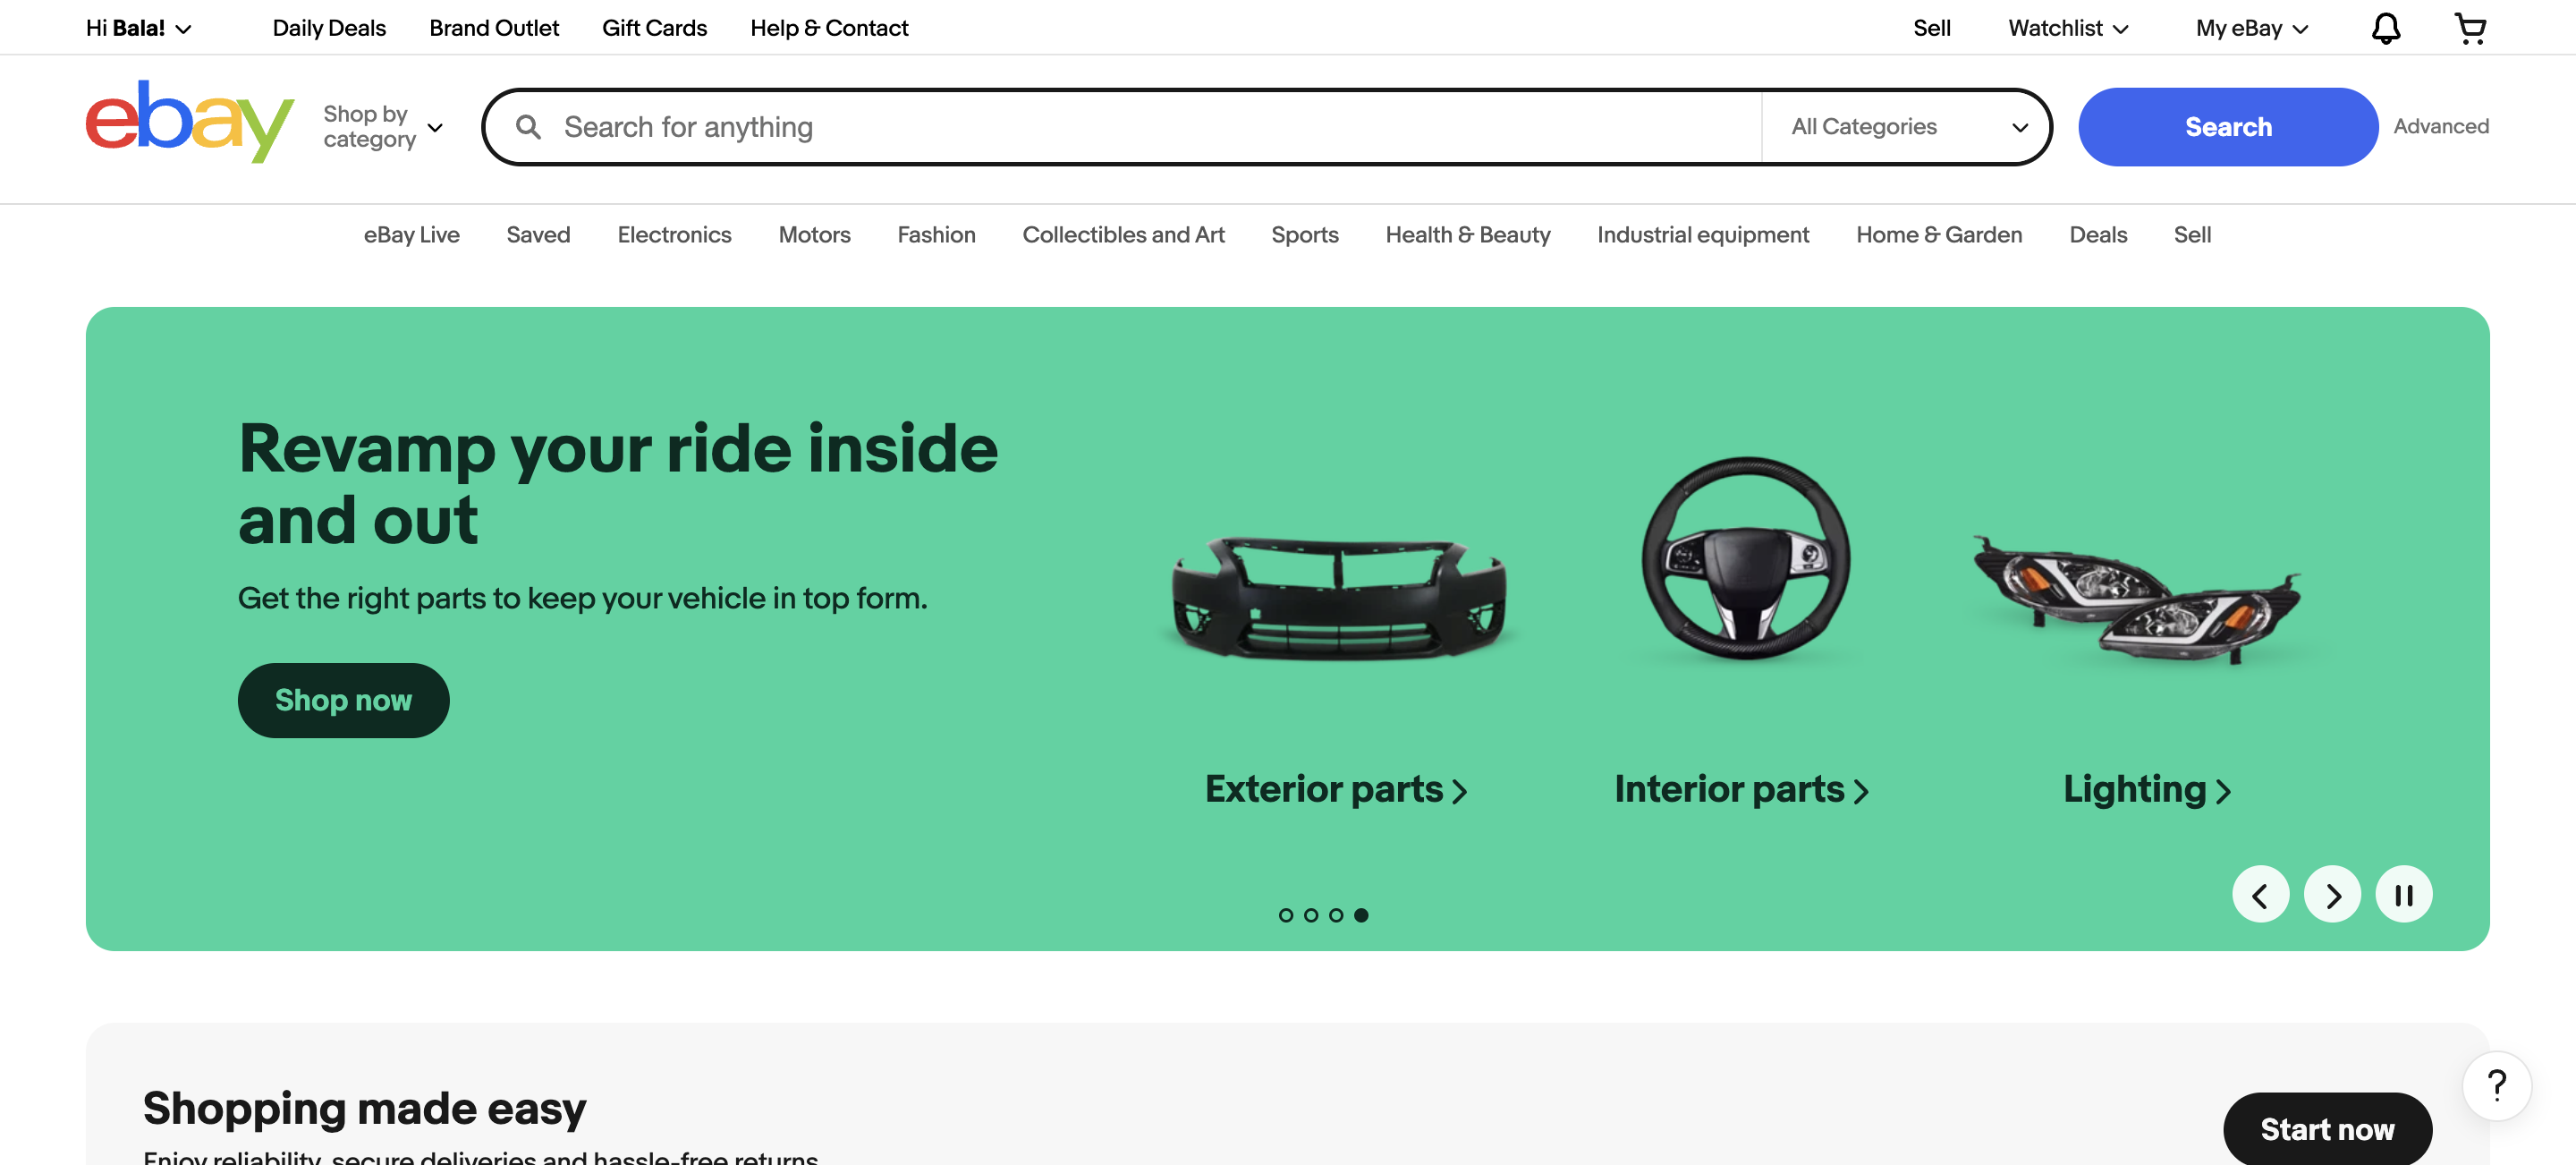 Hi Bala!
Daily Deals
Brand Outlet
Gift Cards
Help & Contact
Sell
Watchlist
My eBay
ebay
Shop by
category
Search for anything
All Categories
Search
Advanced
eBay Live
Saved
Electronics
Motors
Fashion
Collectibles and Art
Sports
Health & Beauty
Industrial equipment
Home & Garden
Deals
Sell
Revamp your ride inside
and out
Get the right parts to keep your vehicle in top form.
Shop now
Exterior parts
Interior parts
Lighting
Shopping made easy
Enjoy reliability, secure deliveries and hassle-free returns.
Start now
?